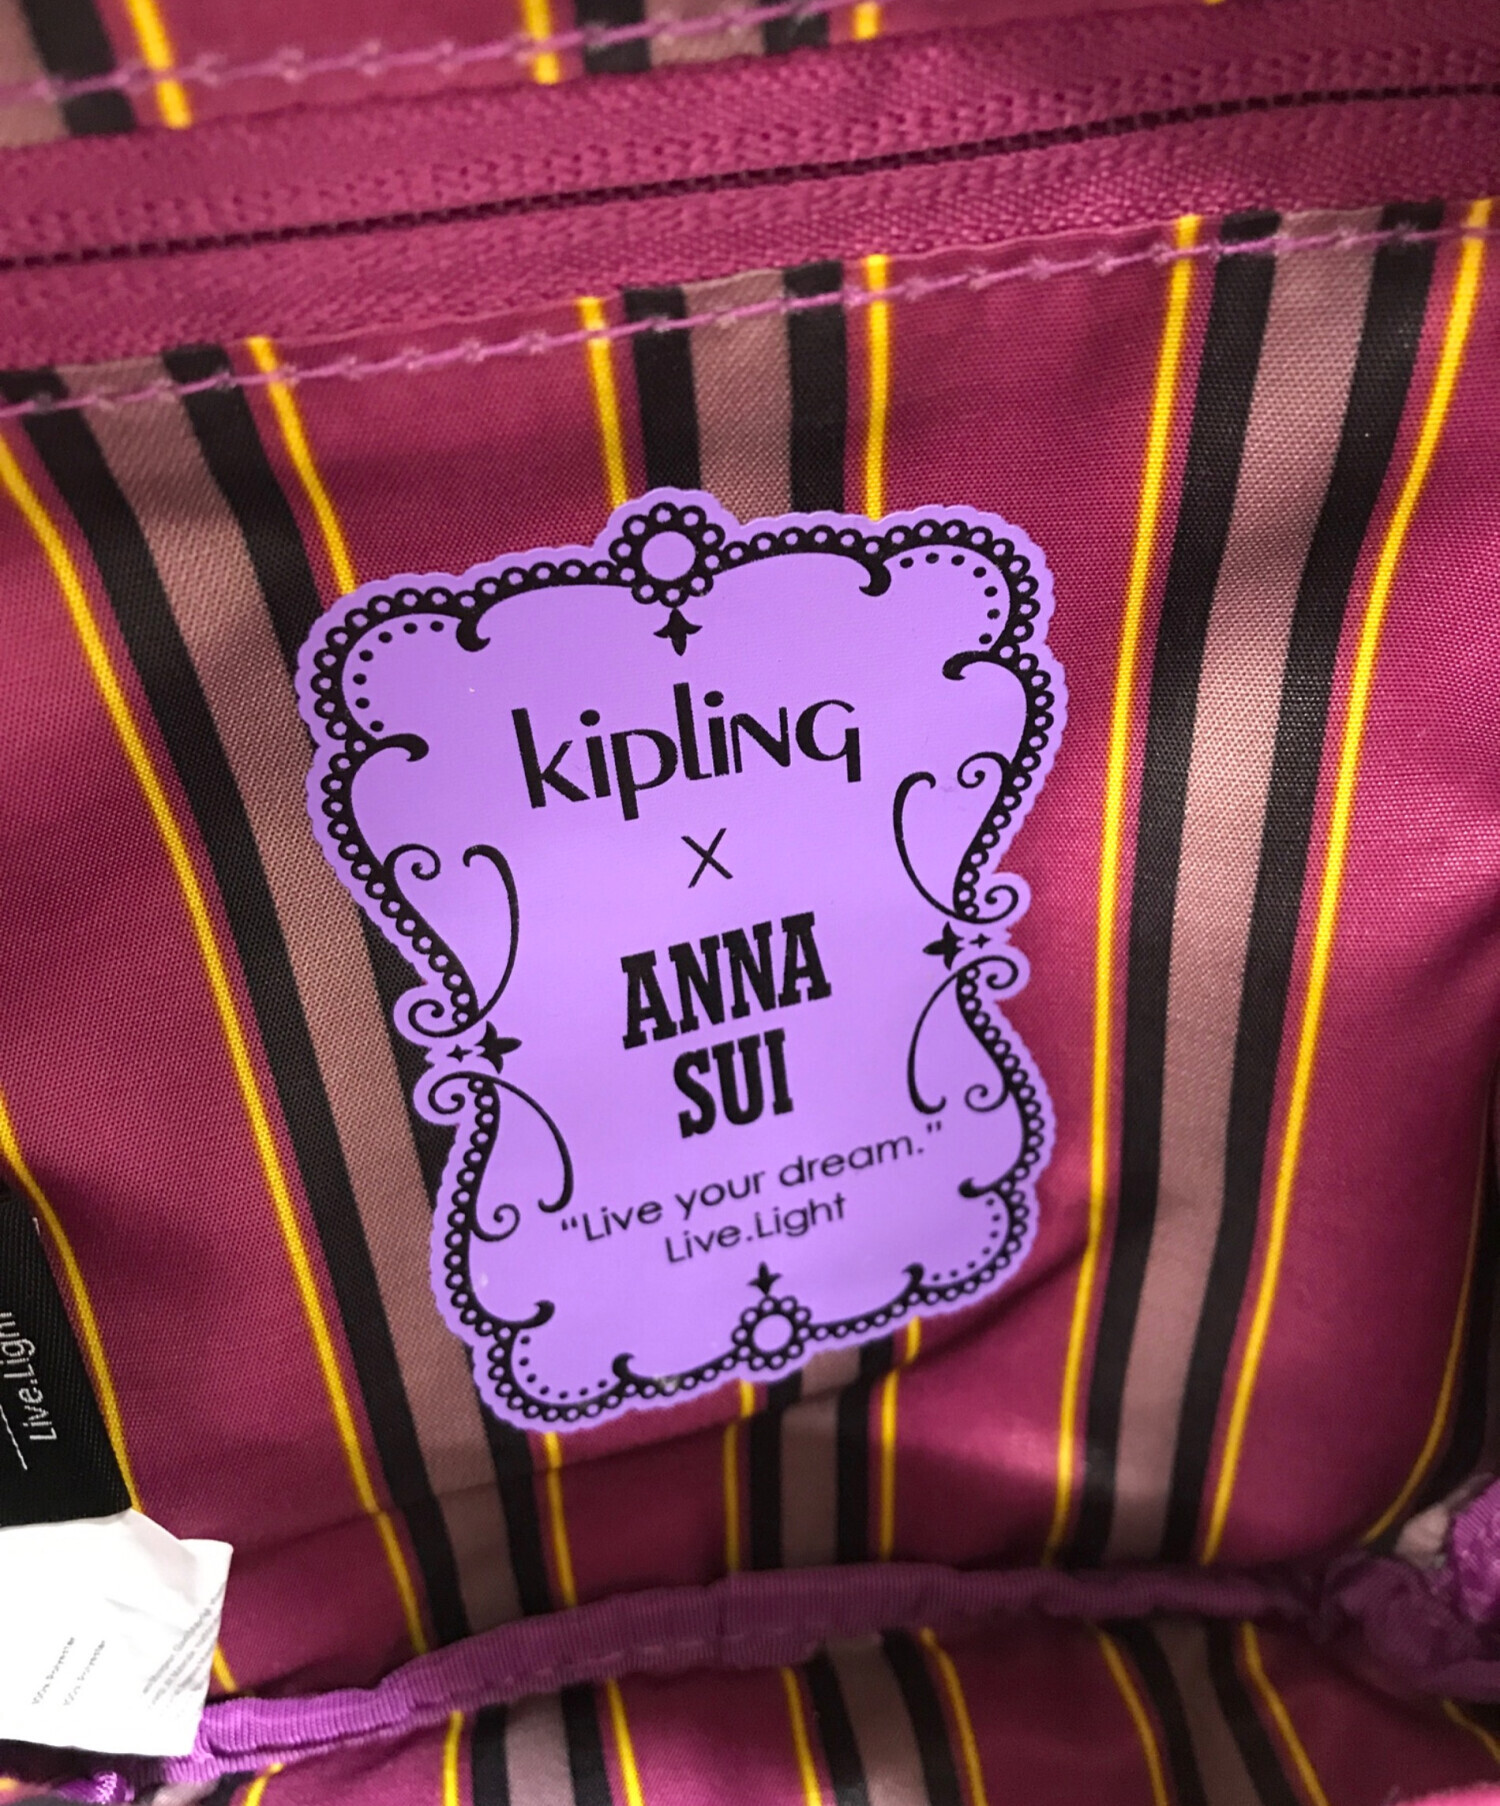 kipling
X
ANNA
SUI
“Live your dream.”
Live.Light
Live.Light